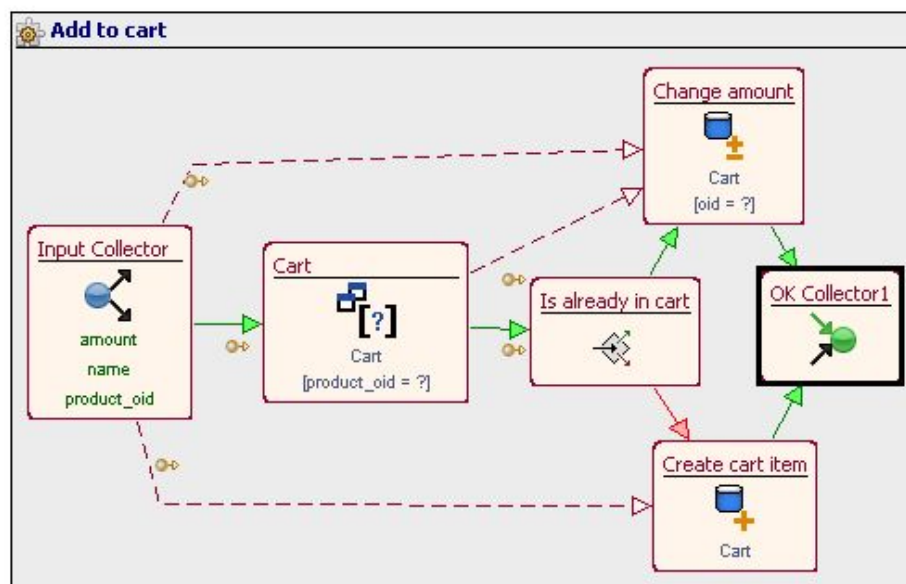 Add to cart
Change amount
Cart
[oid = ?]
Input Collector
amount
name
product_oid
Cart
[?]
Cart
[product_oid = ?]
Is already in cart
OK Collector1
Create cart item
Cart